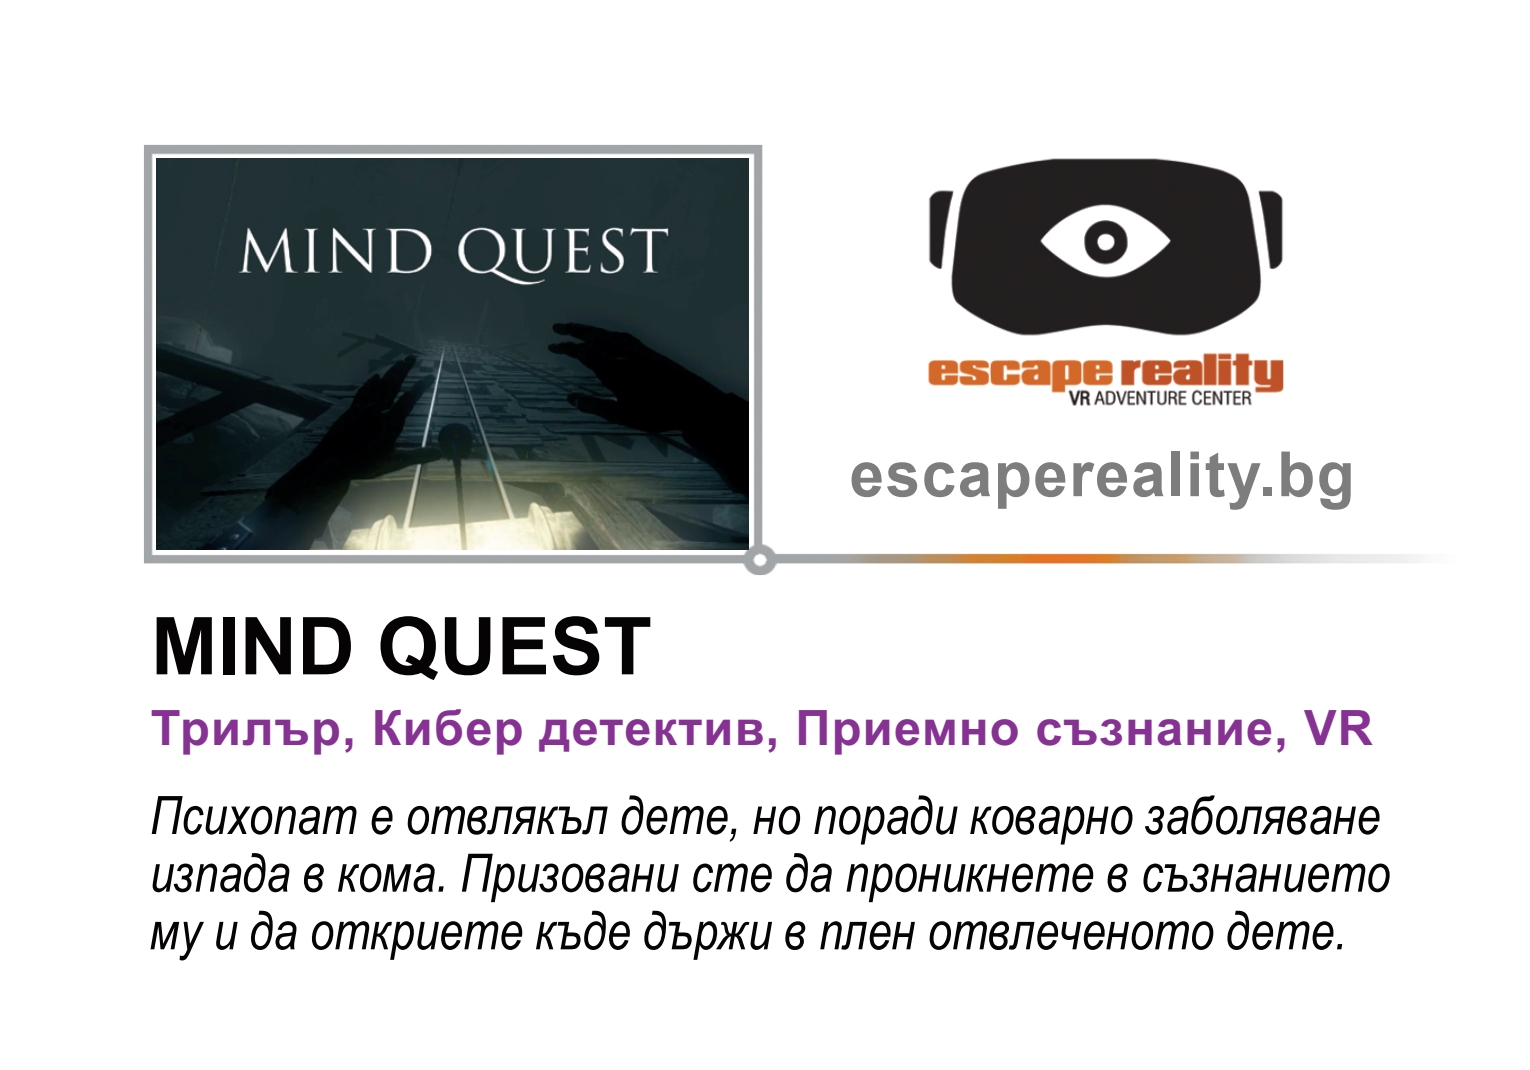 MIND QUEST
escape reality
VR ADVENTURE CENTER
escapereality.bg
MIND QUEST
Трилър, Кибер детектив, Приемно съзнание, VR
Психопат е отвлякъл дете, но поради коварно заболяване
изпада в кома. Призовани сте да проникнете в съзнанието
му и да откриете къде държи в плен отвлеченото дете.